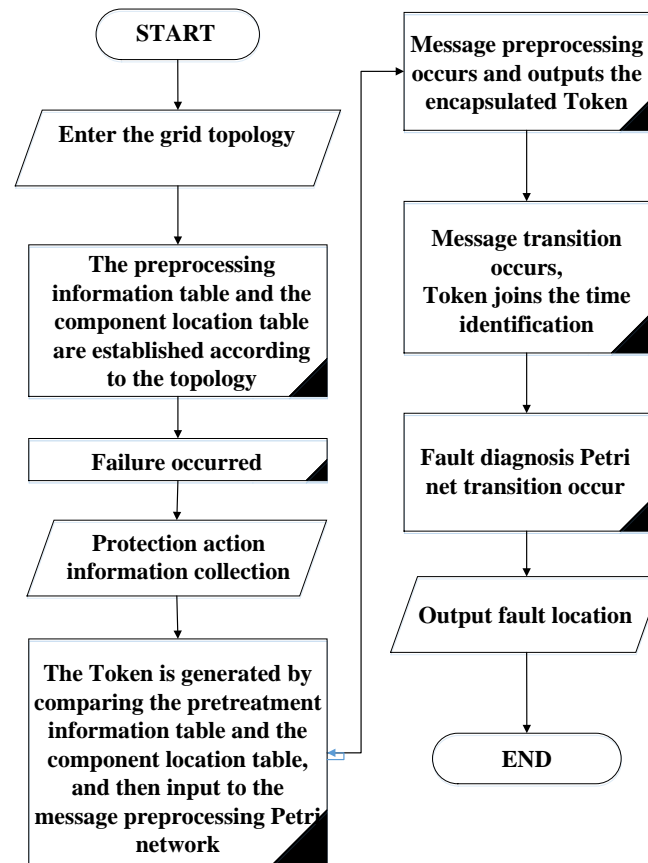 START
Enter the grid topology
The preprocessing
information table and the
component location table
are established according
to the topology
Failure occurred
Protection action
information collection
The Token is generated by
comparing the pretreatment
information table and the
component location table,
and then input to the
message preprocessing Petri
network
Message preprocessing
occurs and outputs the
encapsulated Token
Message transition
occurs,
Token joins the time
identification
Fault diagnosis Petri
net transition occur
Output fault location
END